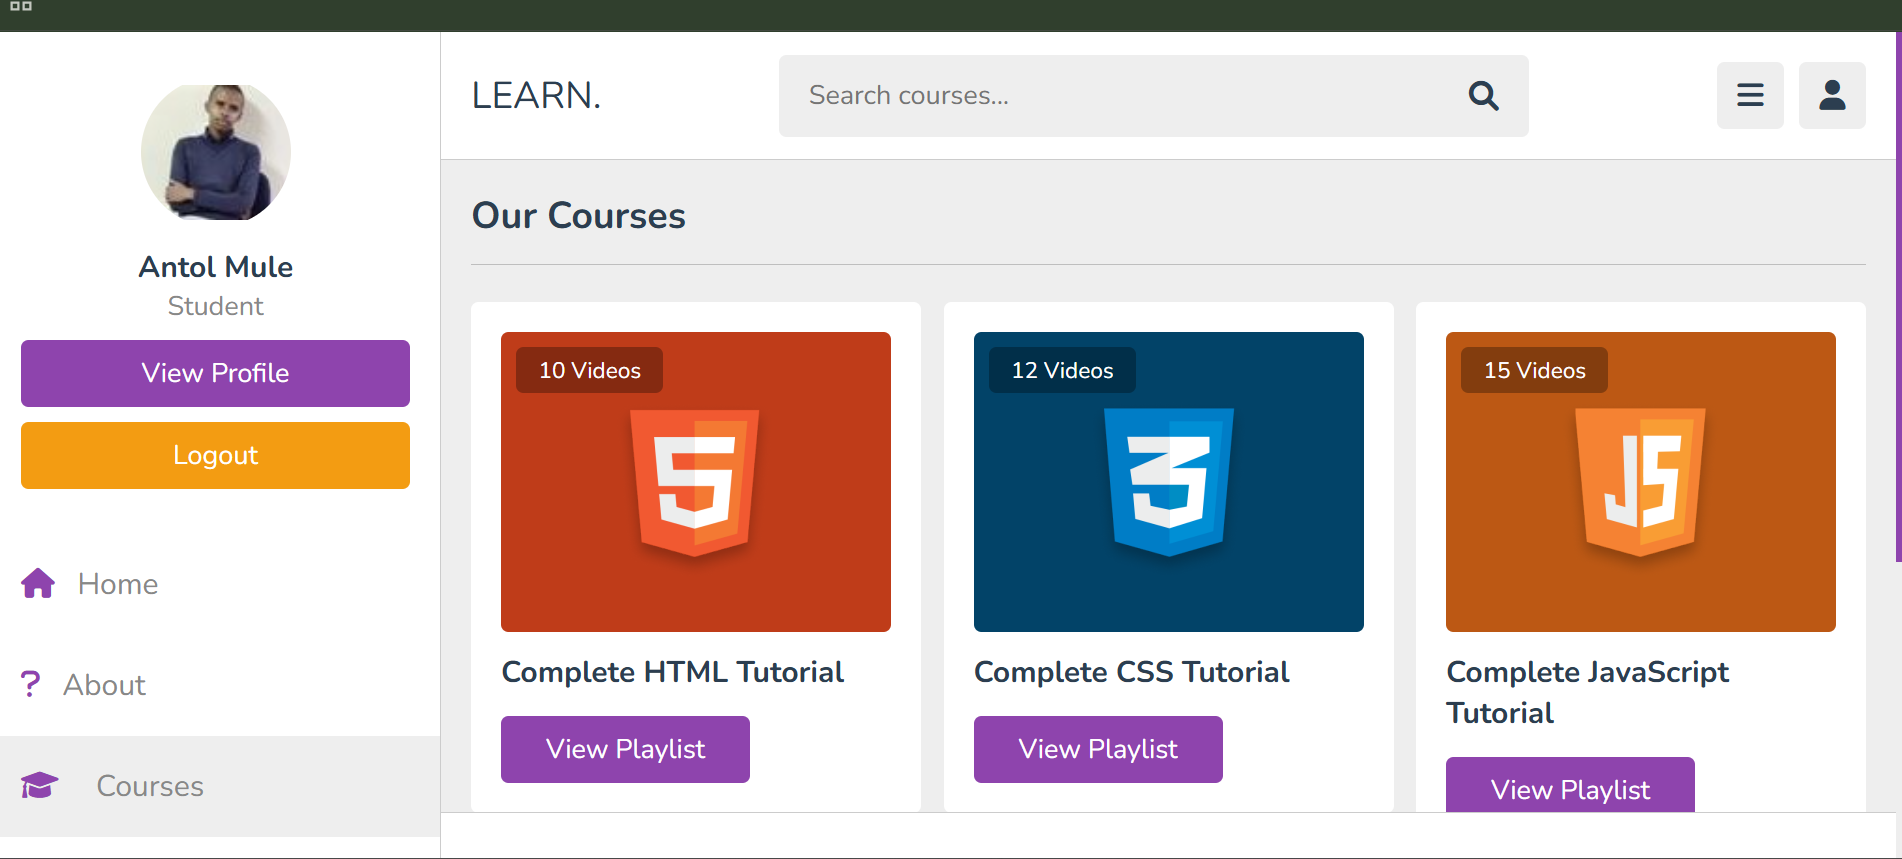 LEARN.
Search courses...
Antol Mule
Student
View Profile
Logout
Home
About
Courses
Our Courses
10 Videos
5
Complete HTML Tutorial
View Playlist
12 Videos
3
Complete CSS Tutorial
View Playlist
15 Videos
JS
Complete JavaScript
Tutorial
View Playlist